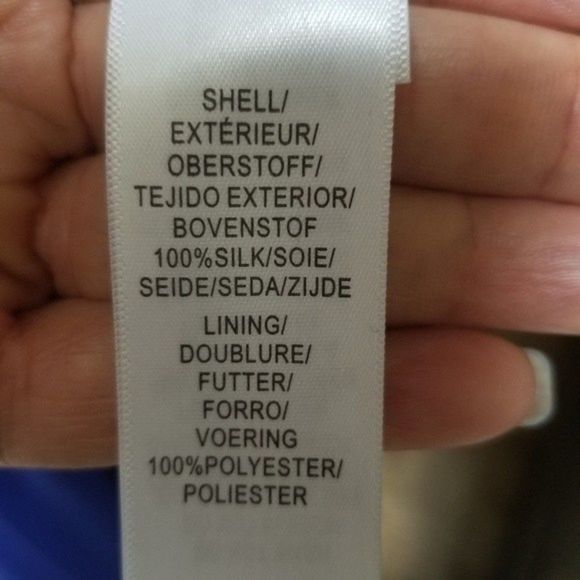 SHELL/
EXTÉRIEUR/
OBERSTOFF/
TEJIDO EXTERIOR/
BOVENSTOF
100%SILK/SOIE/
SEIDE/SEDA/ZIJDE
LINING/
DOUBLURE/
FUTTER/
FORRO/
VOERING
100%POLYESTER/
POLIESTER